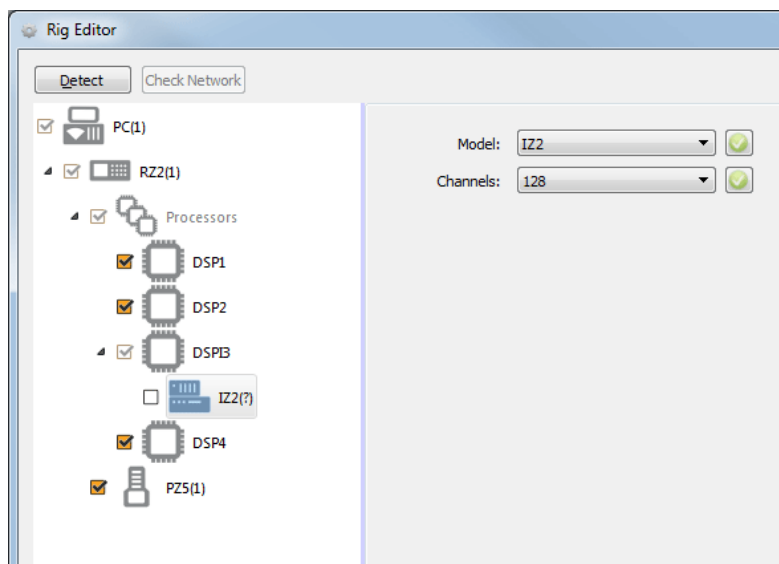 Rig Editor
Detect
Check Network
PC(1)
RZ2(1)
Processors
DSP1
DSP2
DSPI3
IZ2(?)
DSP4
PZ5(1)
Model: IZ2
Channels: 128